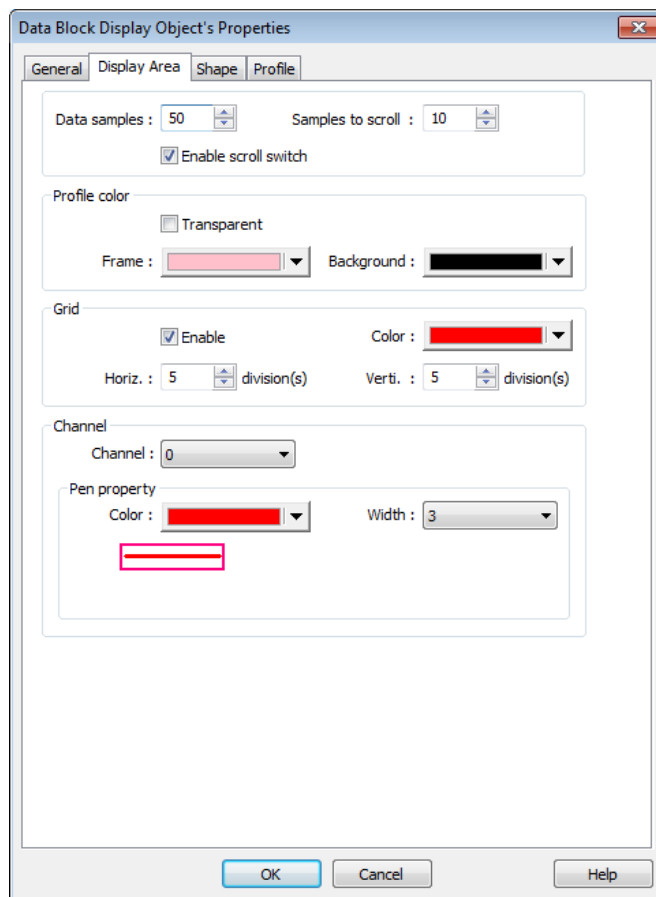 Data Block Display Object's Properties
General Display Area Shape Profile
Data samples : 50 Samples to scroll : 10
Enable scroll switch
Profile color
Transparent
Frame : Background :
Grid
Enable Color :
Horiz. : 5 division(s) Verti. : 5 division(s)
Channel
Channel : 0
Pen property
Color : Width : 3
OK Cancel Help